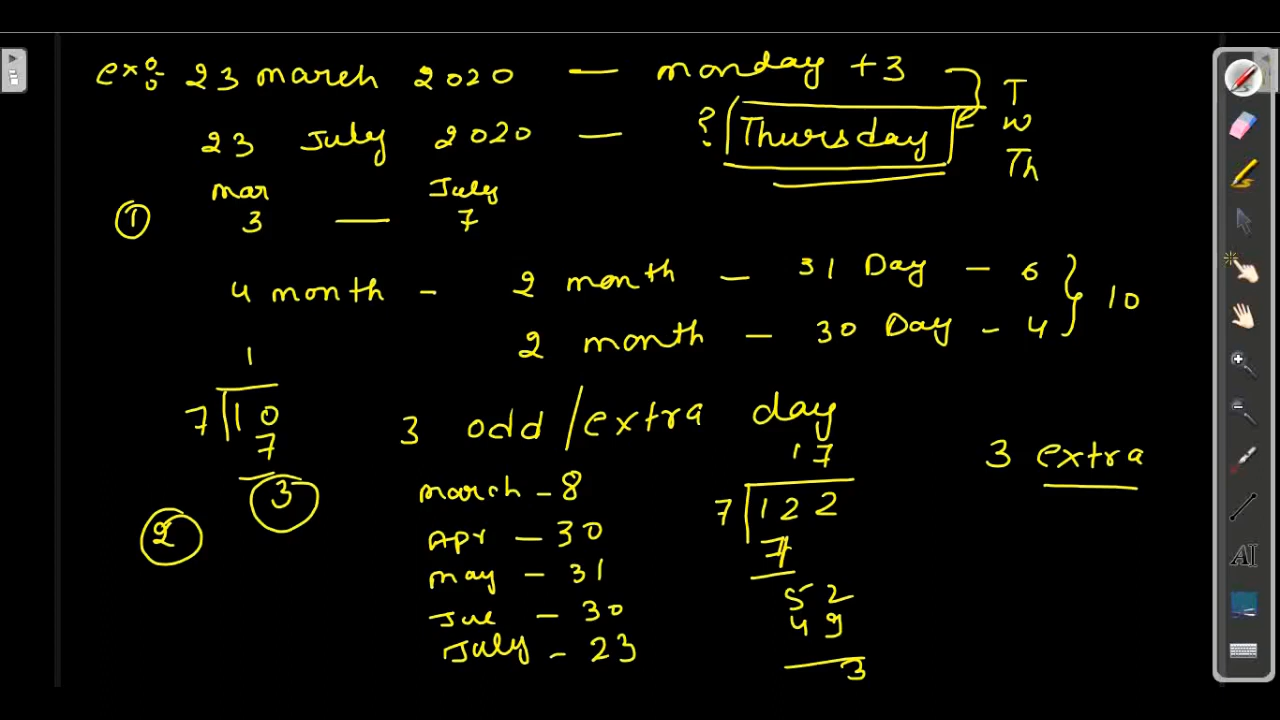 ex:- 23 march 2020 — monday +3
T
23 July 2020 — ? Thursday
W
Th
Mar July
① 3 — 7
4 month - 2 month - 31 Day - 6
2 month - 30 Day - 4 } 10
1
7 10
7
3
3 odd/extra day
② march - 8
Apr - 30
May - 31
Jue - 30
July - 23
17
7 122
7
52
49
3
3 extra
AI